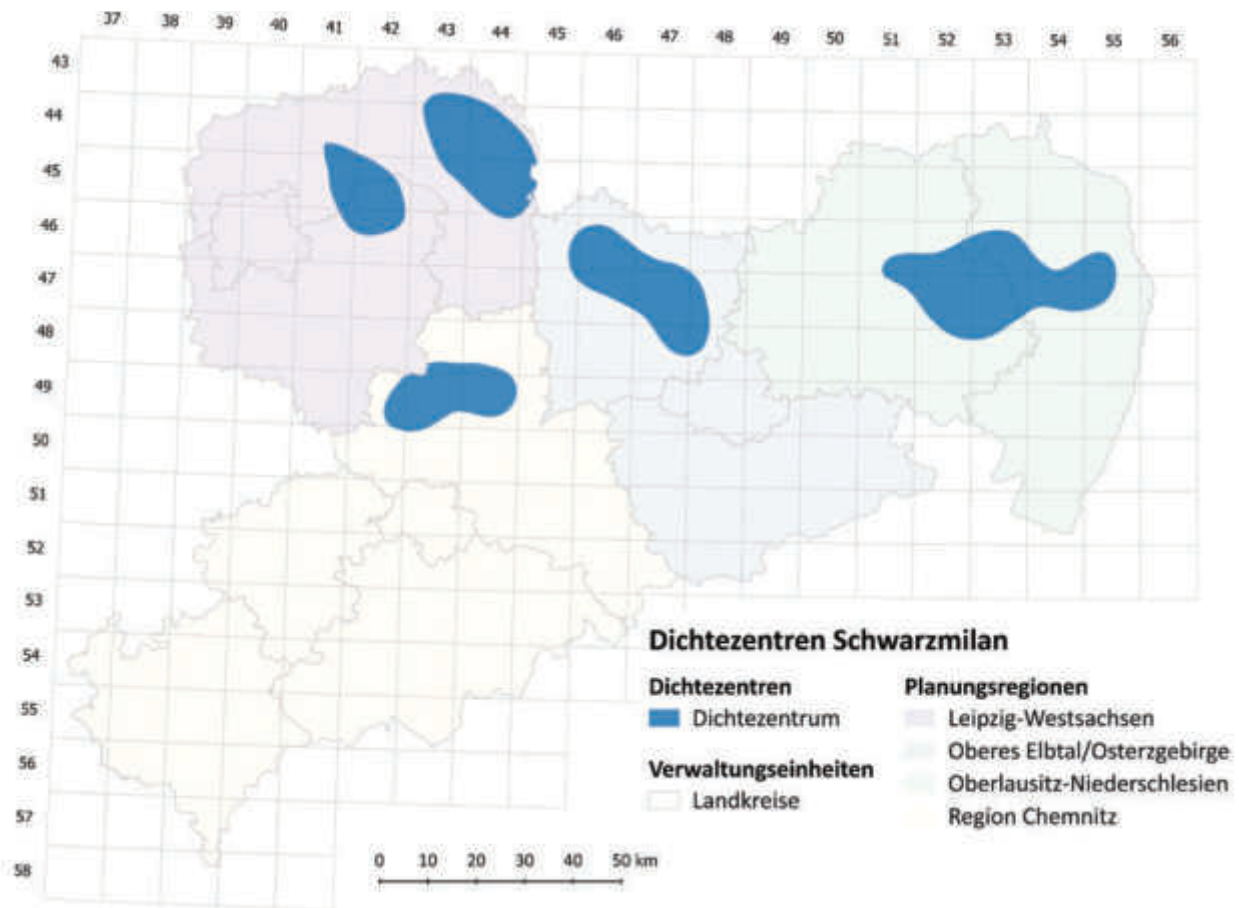 37 38 39 40 41 42 43 44 45 46 47 48 49 50 51 52 53 54 55 56
43
44
45
46
47
48
49
50
51
52
53
54
55
56
57
58
Dichtezentren Schwarzmilan
Dichtezentren
Dichtezentrum
Verwaltungseinheiten
Landkreise
Planungsregionen
Leipzig-Westsachsen
Oberes Elbtal/Osterzgebirge
Oberlausitz-Niederschlesien
Region Chemnitz
0 10 20 30 40 50 km